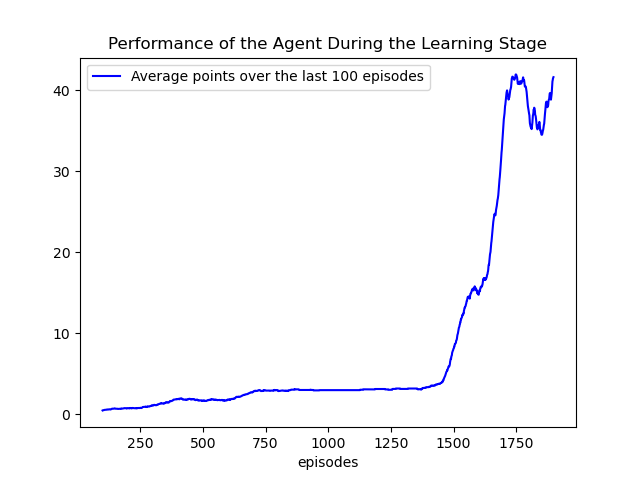 Performance of the Agent During the Learning Stage
Average points over the last 100 episodes
40
30
20
10
0
250 500 750 1000 1250 1500 1750
episodes